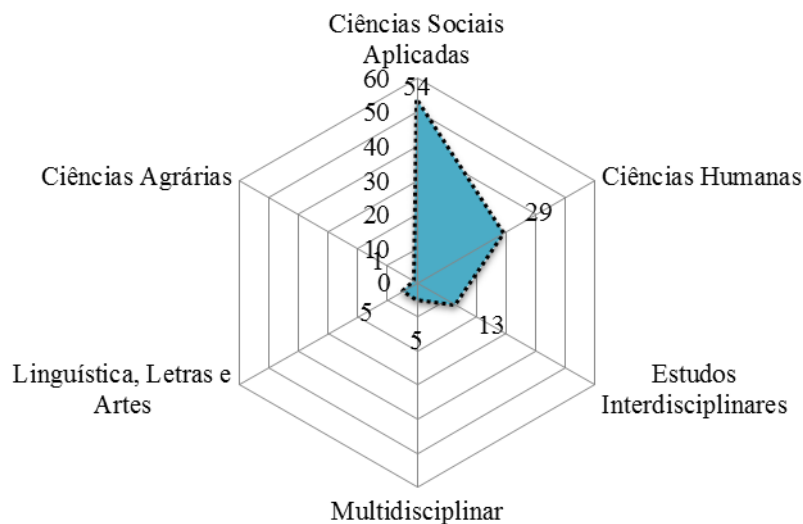 Ciências Sociais
Aplicadas
60
54
50
40
30
20
10
0
Ciências Agrárias
Ciências Humanas
29
1
5
13
5
Linguística, Letras e
Artes
Estudos
Interdisciplinares
Multidisciplinar